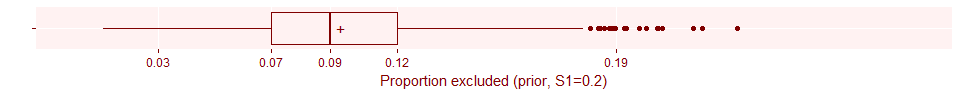 0.03 0.07 0.09 0.12 0.19
Proportion excluded (prior, S1=0.2)